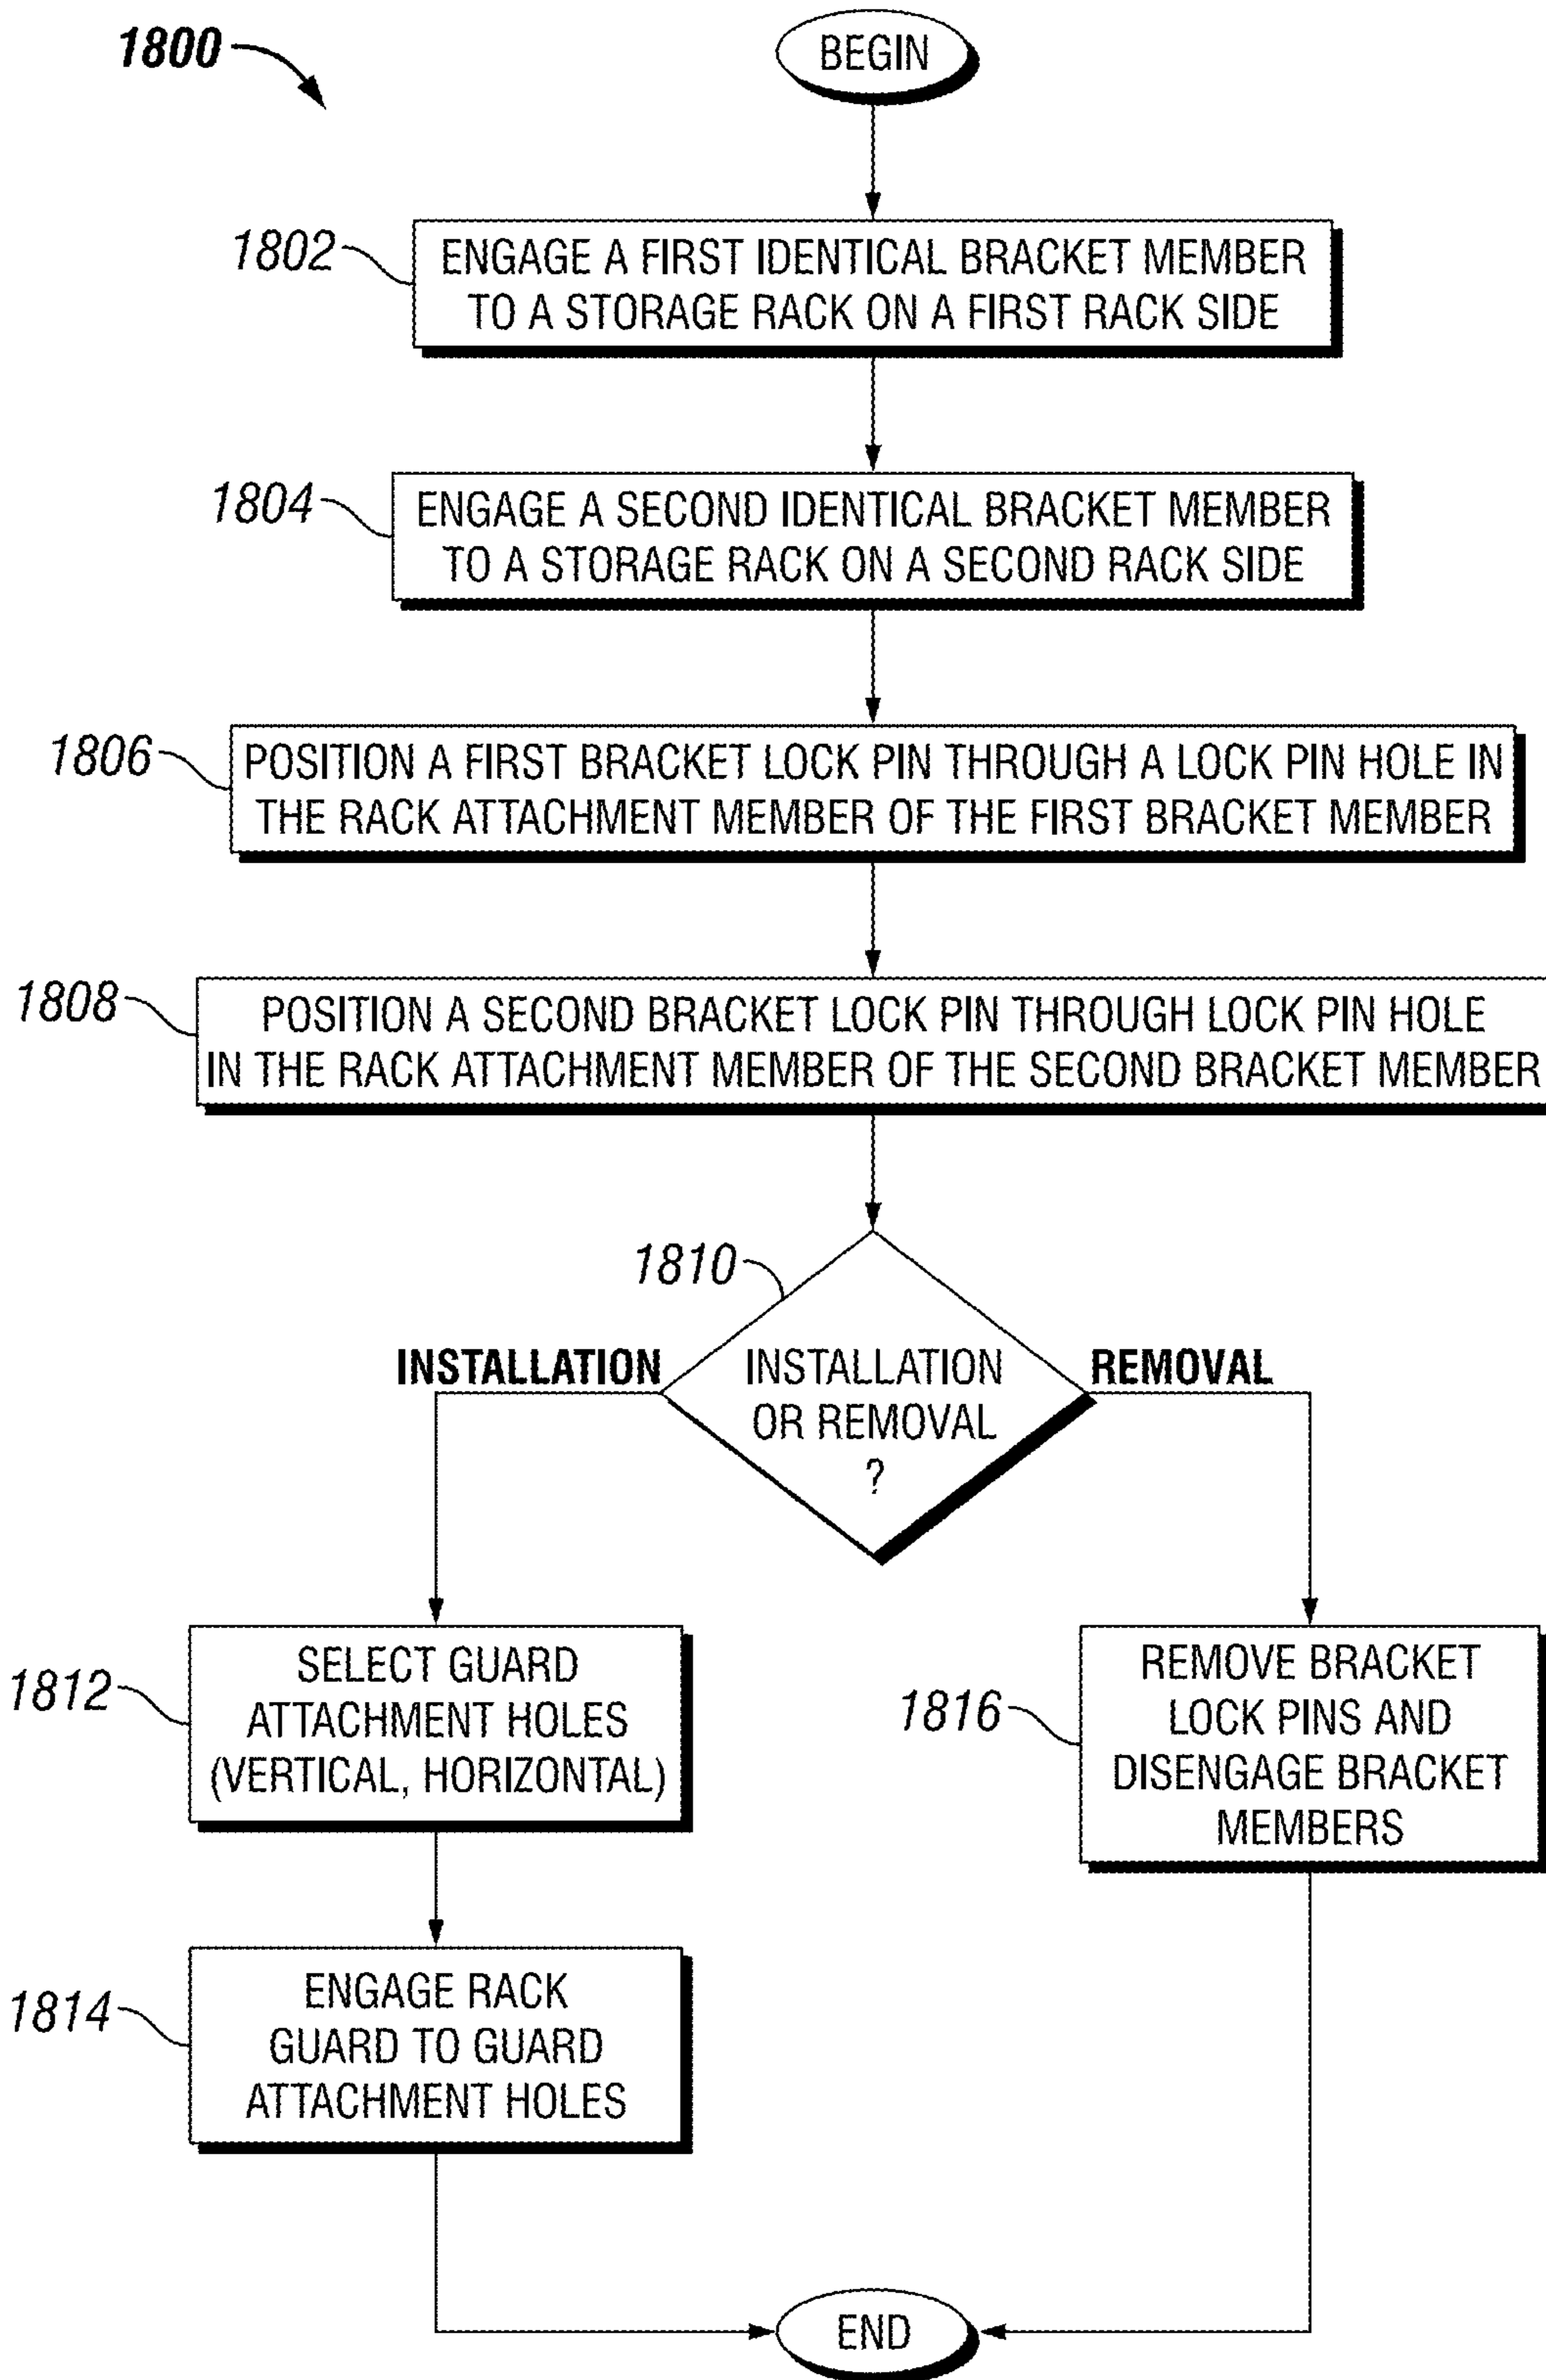 1800
BEGIN
1802
ENGAGE A FIRST IDENTICAL BRACKET MEMBER
TO A STORAGE RACK ON A FIRST RACK SIDE
1804
ENGAGE A SECOND IDENTICAL BRACKET MEMBER
TO A STORAGE RACK ON A SECOND RACK SIDE
1806
POSITION A FIRST BRACKET LOCK PIN THROUGH A LOCK PIN HOLE IN
THE RACK ATTACHMENT MEMBER OF THE FIRST BRACKET MEMBER
1808
POSITION A SECOND BRACKET LOCK PIN THROUGH LOCK PIN HOLE
IN THE RACK ATTACHMENT MEMBER OF THE SECOND BRACKET MEMBER
1810
INSTALLATION
INSTALLATION
OR REMOVAL
?
REMOVAL
1812
SELECT GUARD
ATTACHMENT HOLES
(VERTICAL, HORIZONTAL)
1816
REMOVE BRACKET
LOCK PINS AND
DISENGAGE BRACKET
MEMBERS
1814
ENGAGE RACK
GUARD TO GUARD
ATTACHMENT HOLES
END